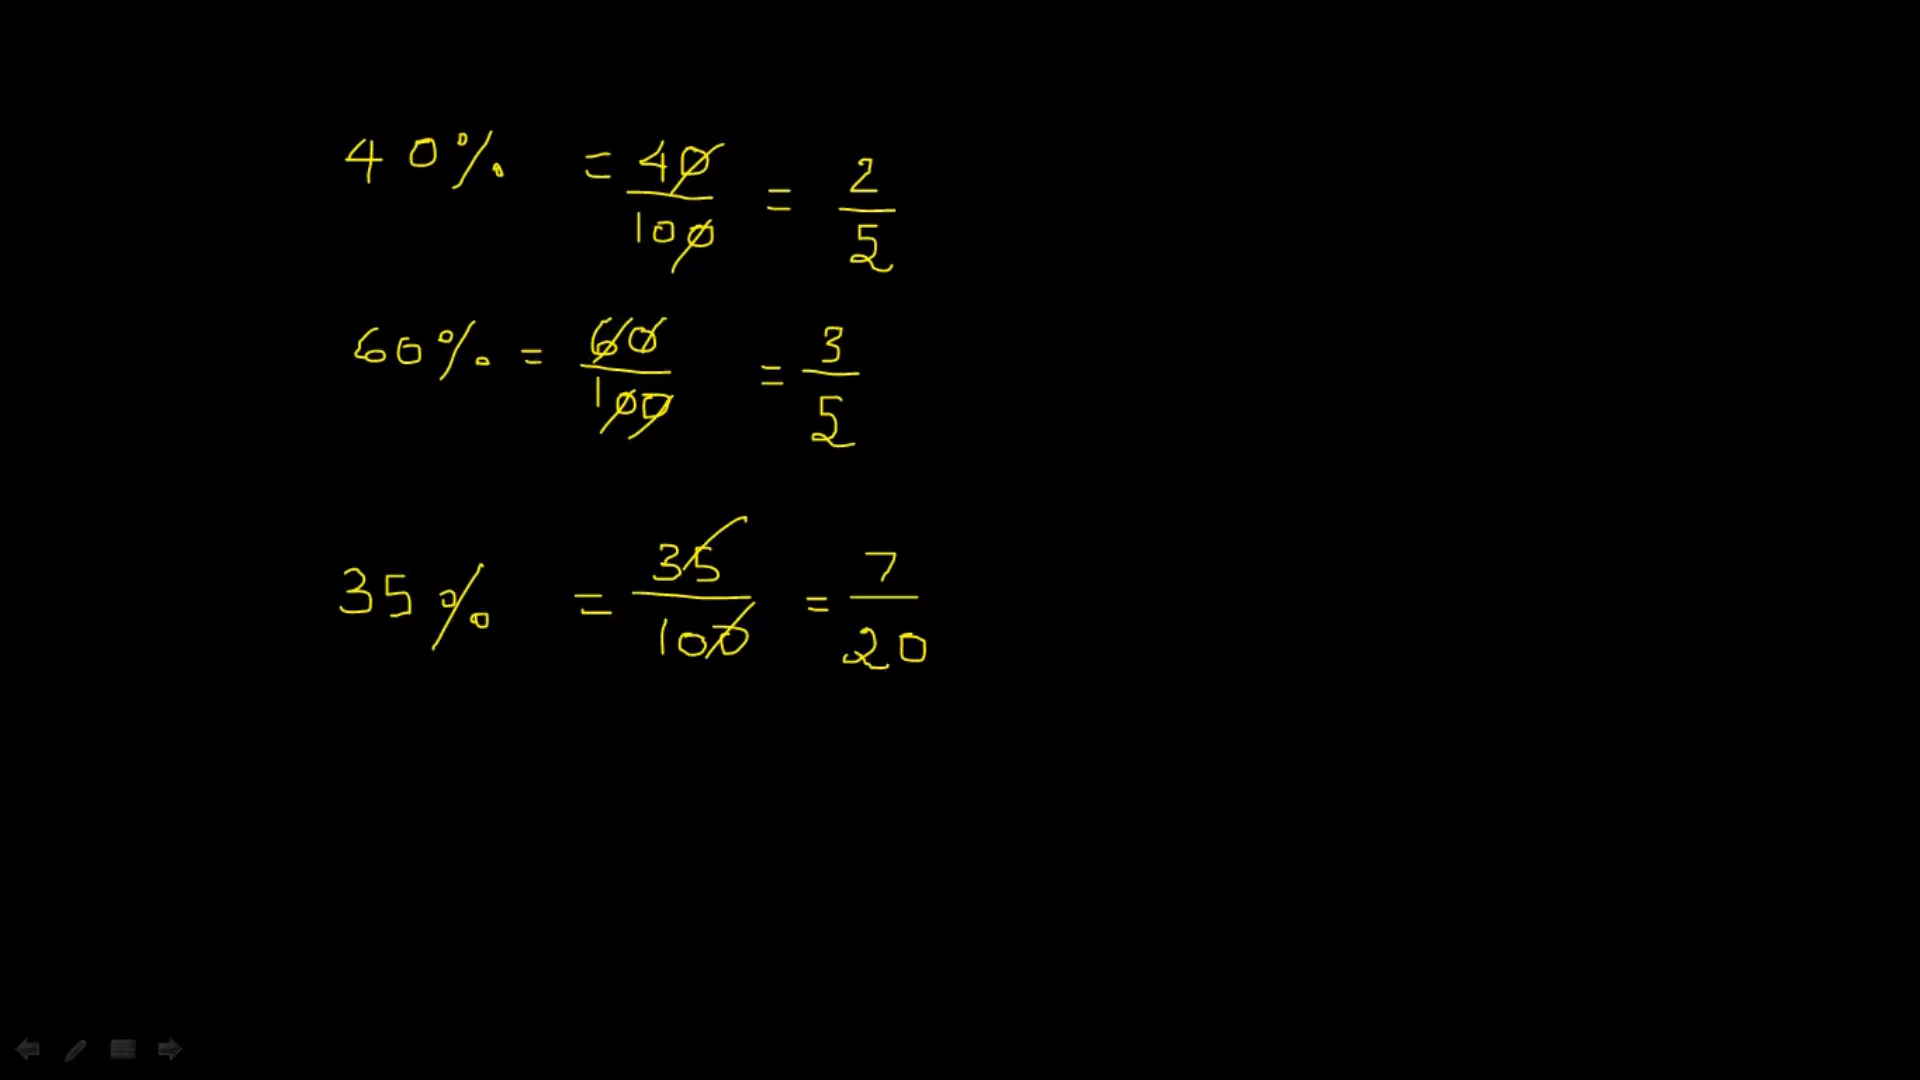 40% = 40/100 = 2/5
60% = 60/100 = 3/5
35% = 35/100 = 7/20